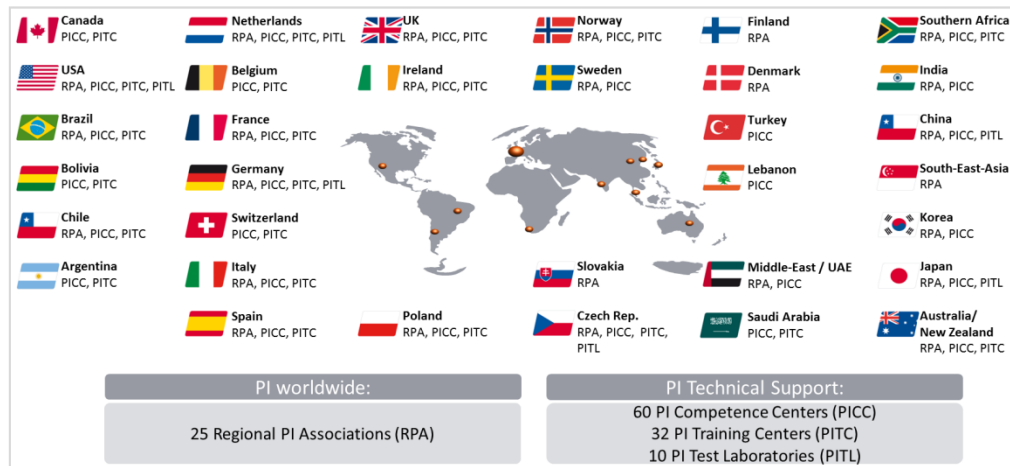 Canada
PICC, PITC
Netherlands
RPA, PICC, PITC, PITL
UK
RPA, PICC, PITC
Norway
RPA, PICC, PITC
Finland
RPA
Southern Africa
RPA, PICC, PITC
USA
RPA, PICC, PITC, PITL
Belgium
PICC, PITC
Ireland
RPA, PICC, PITC
Sweden
RPA, PICC
Denmark
RPA
India
RPA, PICC
Brazil
RPA, PICC, PITC
France
RPA, PICC, PITC
Turkey
PICC
China
RPA, PICC, PITL
Bolivia
PICC, PITC
Germany
RPA, PICC, PITC, PITL
Lebanon
PICC
South-East-Asia
RPA
Chile
RPA, PICC, PITC
Switzerland
PICC, PITC
Korea
RPA, PICC
Argentina
PICC, PITC
Italy
RPA, PICC, PITC
Slovakia
RPA
Middle-East / UAE
RPA, PICC
Japan
RPA, PICC, PITL
Spain
RPA, PICC, PITC
Poland
RPA, PICC, PITC
Czech Rep.
RPA, PICC, PITC,
PITL
Saudi Arabia
PICC, PITC
Australia/
New Zealand
RPA, PICC, PITC
PI worldwide:
25 Regional PI Associations (RPA)
PI Technical Support:
60 PI Competence Centers (PICC)
32 PI Training Centers (PITC)
10 PI Test Laboratories (PITL)